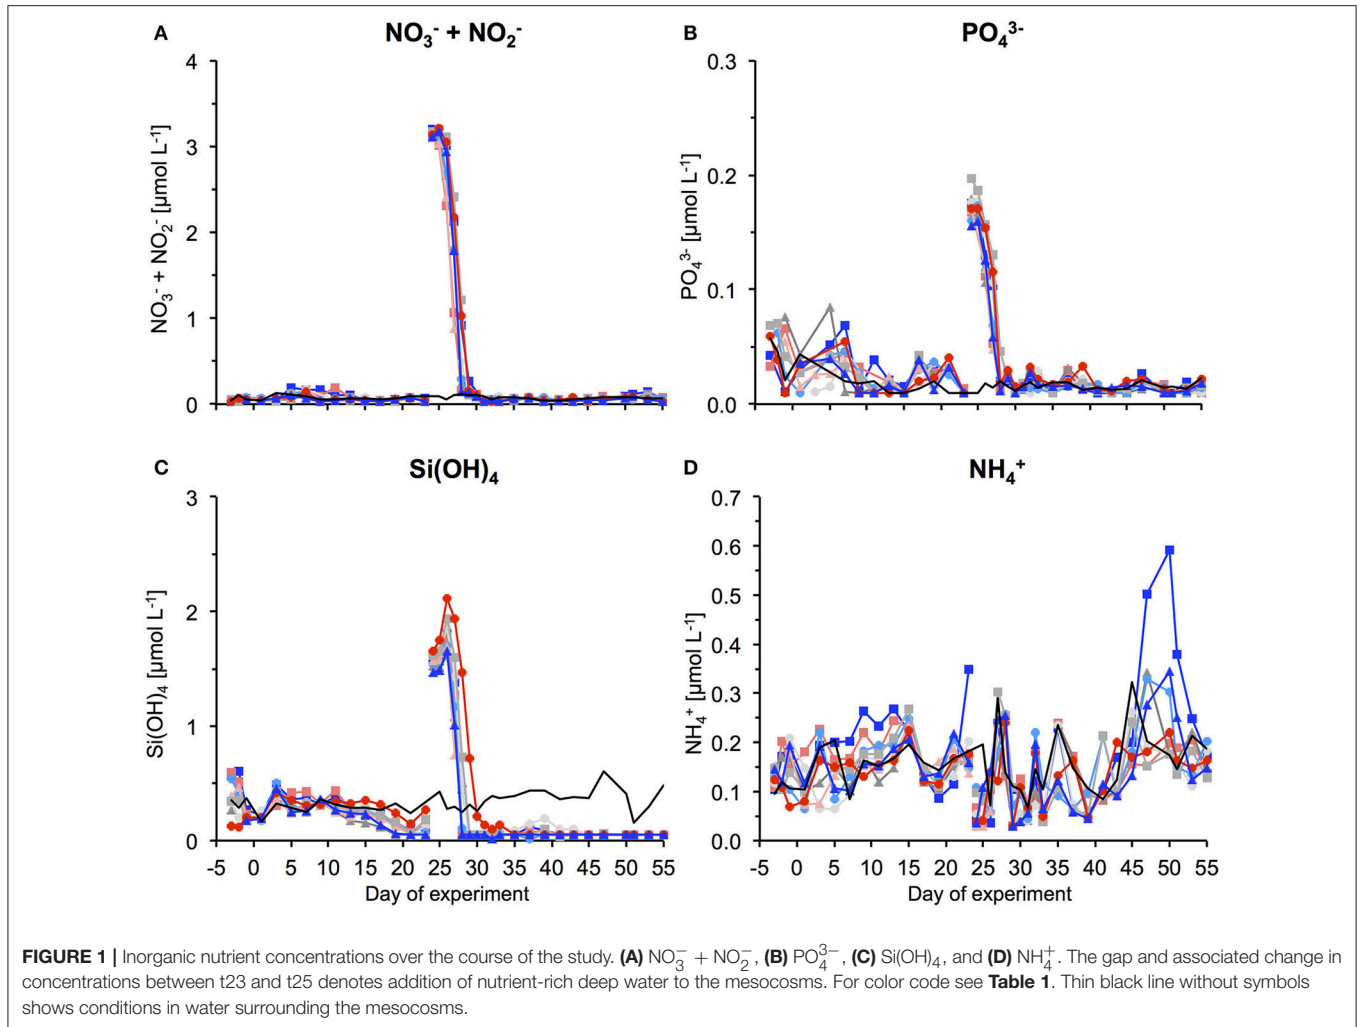 A
NO₃⁻ + NO₂⁻
NO₃⁻ + NO₂⁻ [µmol L⁻¹]
4
3
2
1
0
B
PO₄³⁻
PO₄³⁻ [µmol L⁻¹]
0.3
0.2
0.1
0.0
C
Si(OH)₄
Si(OH)₄ [µmol L⁻¹]
3
2
1
0
-5 0 5 10 15 20 25 30 35 40 45 50 55
Day of experiment
D
NH₄⁺
NH₄⁺ [µmol L⁻¹]
0.7
0.6
0.5
0.4
0.3
0.2
0.1
0.0
-5 0 5 10 15 20 25 30 35 40 45 50 55
Day of experiment
FIGURE 1 | Inorganic nutrient concentrations over the course of the study. (A) NO₃⁻ + NO₂⁻, (B) PO₄³⁻, (C) Si(OH)₄, and (D) NH₄⁺. The gap and associated change in
concentrations between t23 and t25 denotes addition of nutrient-rich deep water to the mesocosms. For color code see Table 1. Thin black line without symbols
shows conditions in water surrounding the mesocosms.